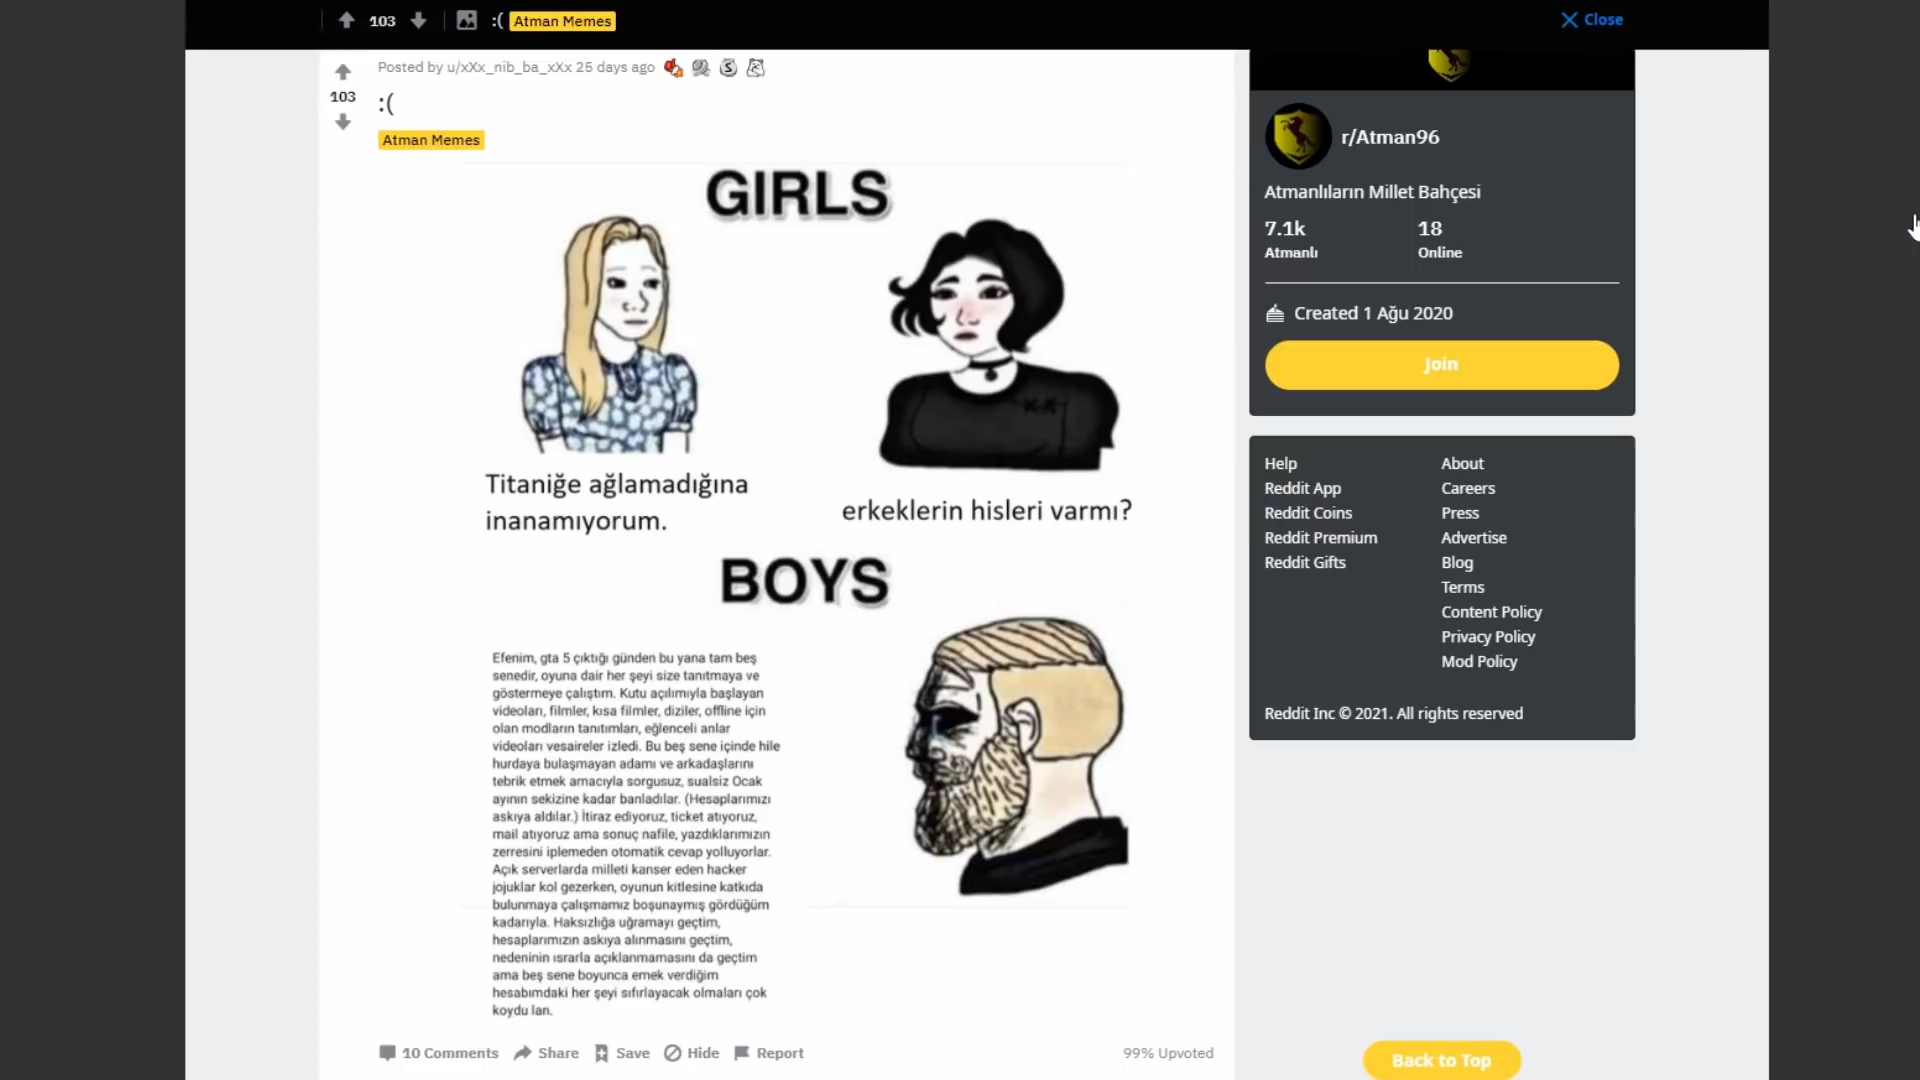 103
:( Atman Memes
Close
Posted by u/xXx_nib_ba_xXx 25 days ago
103
:(
Atman Memes
GIRLS
Titaniğe ağlamadığına
inanamıyorum.
erkeklerin hisleri varmı?
BOYS
Efenim, gta 5 çıktığı günden bu yana tam beş
senedir, oyuna dair her şeyi size tanıtmaya ve
göstermeye çalıştım. Kutu açılımıyla başlayan
videoları, filmler, kısa filmler, diziler, offline için
olan modların tanıtımları, eğlenceli anlar
videoları vesaireler izledi. Bu beş sene içinde hile
hurdaya bulaşmayan adamı ve arkadaşlarını
tebrik etmek amacıyla sorgusuz, sualsiz Ocak
ayının sekizine kadar banladılar. (Hesaplarımızı
askıya aldılar.) İtiraz ediyoruz, ticket atıyoruz,
mail atıyoruz ama sonuç nafile, yazdıklarımızın
zerresini iplemeden otomatik cevap yolluyorlar.
Açık serverlarda milleti kanser eden hacker
jojuklar kol gezerken, oyunun kitlesine katkıda
bulunmaya çalışmamız boşunaymış gördüğüm
kadarıyla. Haksızlığa uğramayı geçtim,
hesaplarımızın askıya alınmasını geçtim,
nedeninin ısrarla açıklanmamasını da geçtim
ama beş sene boyunca emek verdiğim
hesabımdaki her şeyi sıfırlayacak olmaları çok
koydu lan.
10 Comments Share Save Hide Report
99% Upvoted
r/Atman96
Atmanlıların Millet Bahçesi
7.1k 18
Atmanlı Online
Created 1 Ağu 2020
Join
Help About
Reddit App Careers
Reddit Coins Press
Reddit Premium Advertise
Reddit Gifts Blog
Terms
Content Policy
Privacy Policy
Mod Policy
Reddit Inc © 2021. All rights reserved
Back to Top